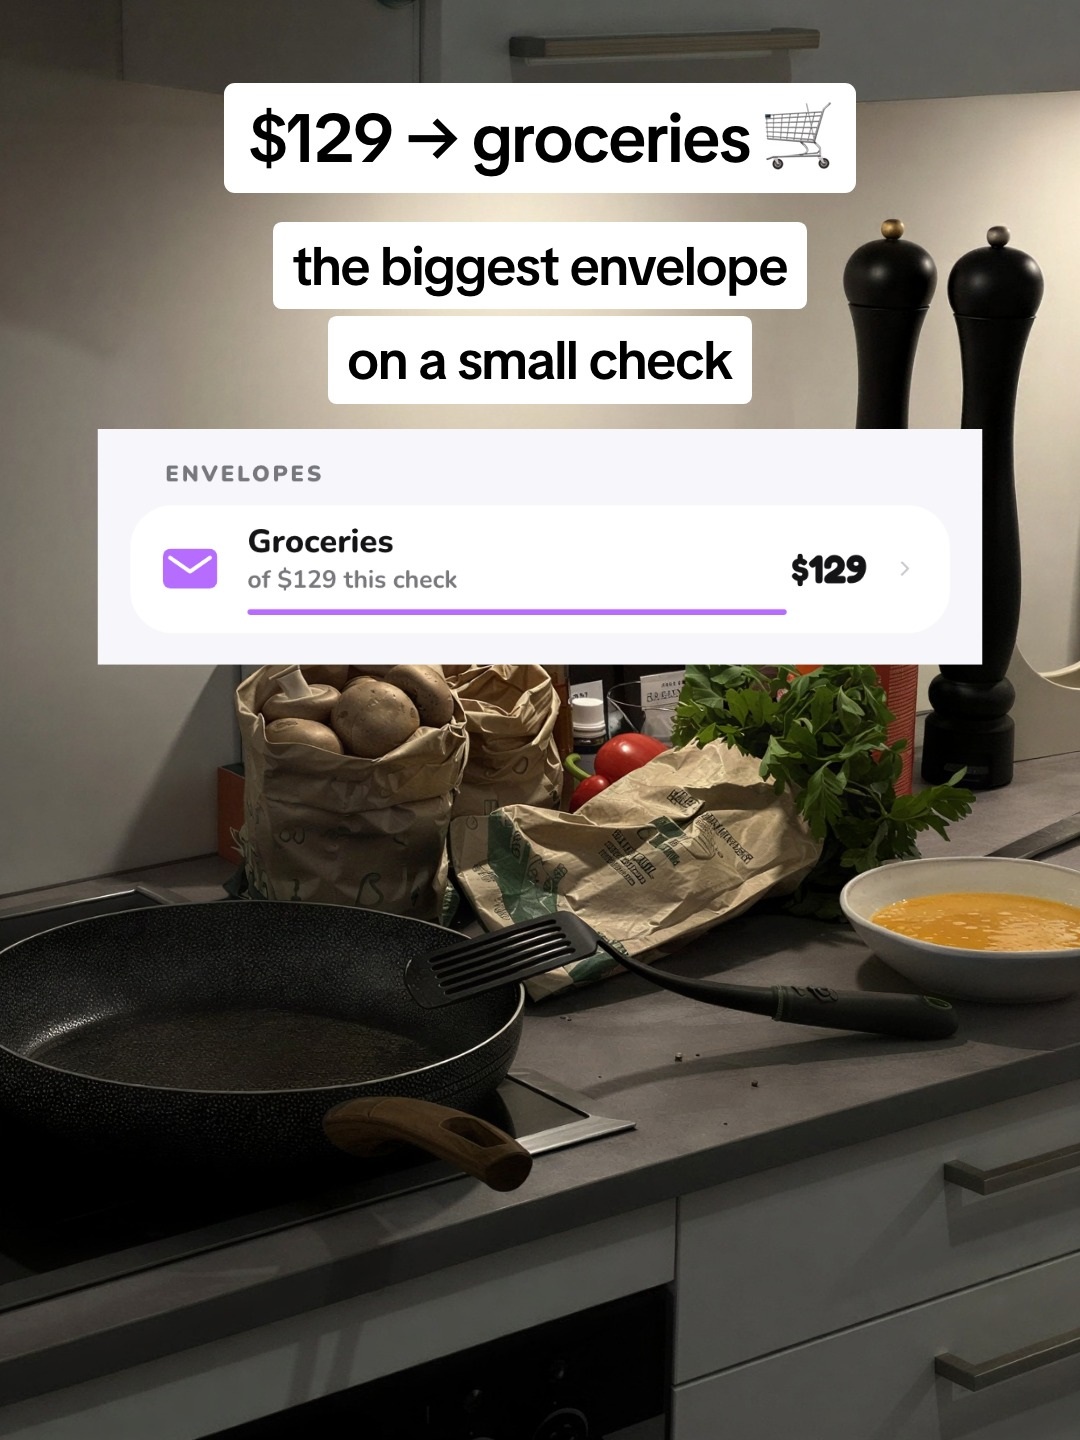 $129 → groceries 🛒
the biggest envelope
on a small check
ENVELOPES
Groceries
of $129 this check
$129